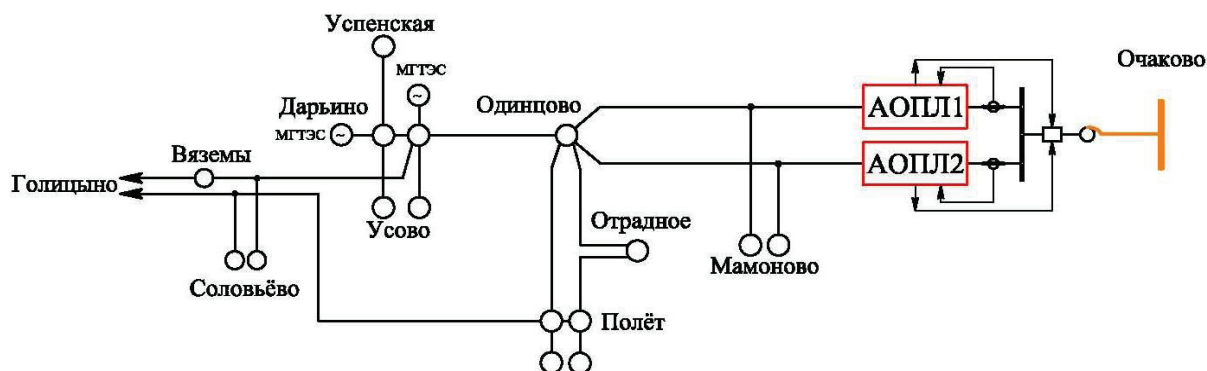 Успенская
МГТЭС
Очаково
Дарьино
Одинцово
АОПЛ1
МГТЭС
~
~
Вяземы
АОПЛ2
Голицыно
Усово
Отрадное
Мамоново
Соловьёво
Полёт